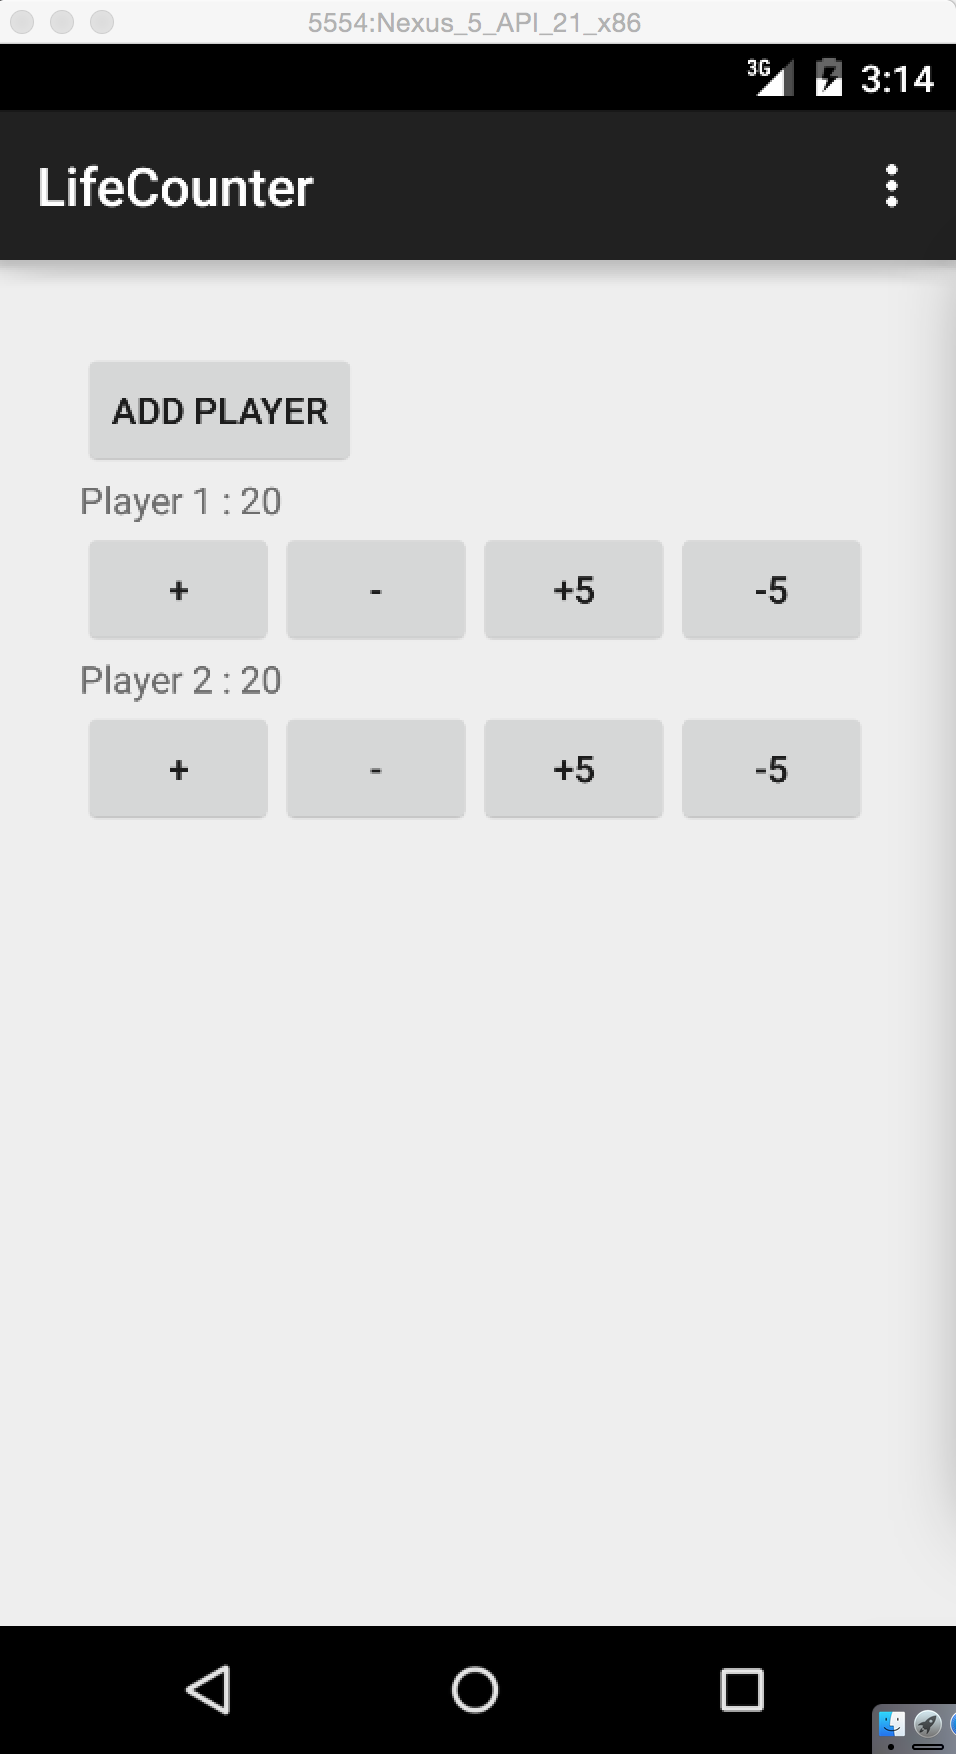 5554:Nexus_5_API_21_x86
3G 3:14
LifeCounter
ADD PLAYER
Player 1 : 20
+ - +5 -5
Player 2 : 20
+ - +5 -5